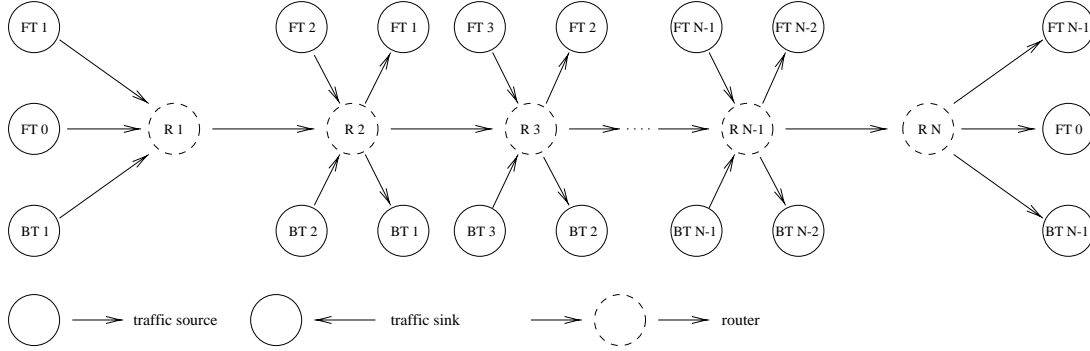 FT 1 FT 2 FT 1 FT 3 FT 2 FT N-1 FT N-2 FT N-1
FT 0 R 1 R 2 R 3 .... R N-1 R N FT 0
BT 1 BT 2 BT 1 BT 3 BT 2 BT N-1 BT N-2 BT N-1
traffic source traffic sink router